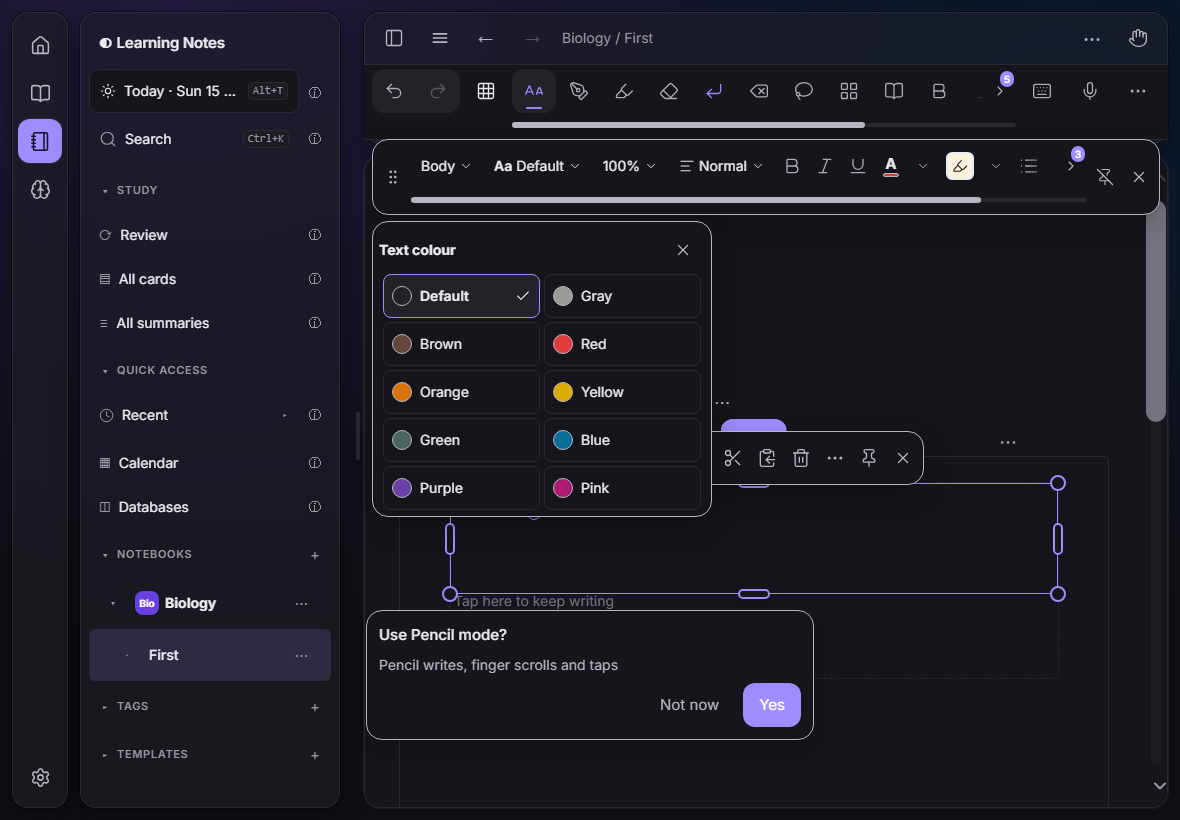 Learning Notes
Today · Sun 15 ... Alt+T
Search Ctrl+K
STUDY
Review
All cards
All summaries
QUICK ACCESS
Recent
Calendar
Databases
NOTEBOOKS
Bio Biology
First
TAGS
TEMPLATES
Biology / First
AA
B
5
Body
Aa Default
100%
Normal
B I U A
3
Text colour
Default
Gray
Brown
Red
Orange
Yellow
Green
Blue
Purple
Pink
Tap here to keep writing
Use Pencil mode?
Pencil writes, finger scrolls and taps
Not now
Yes